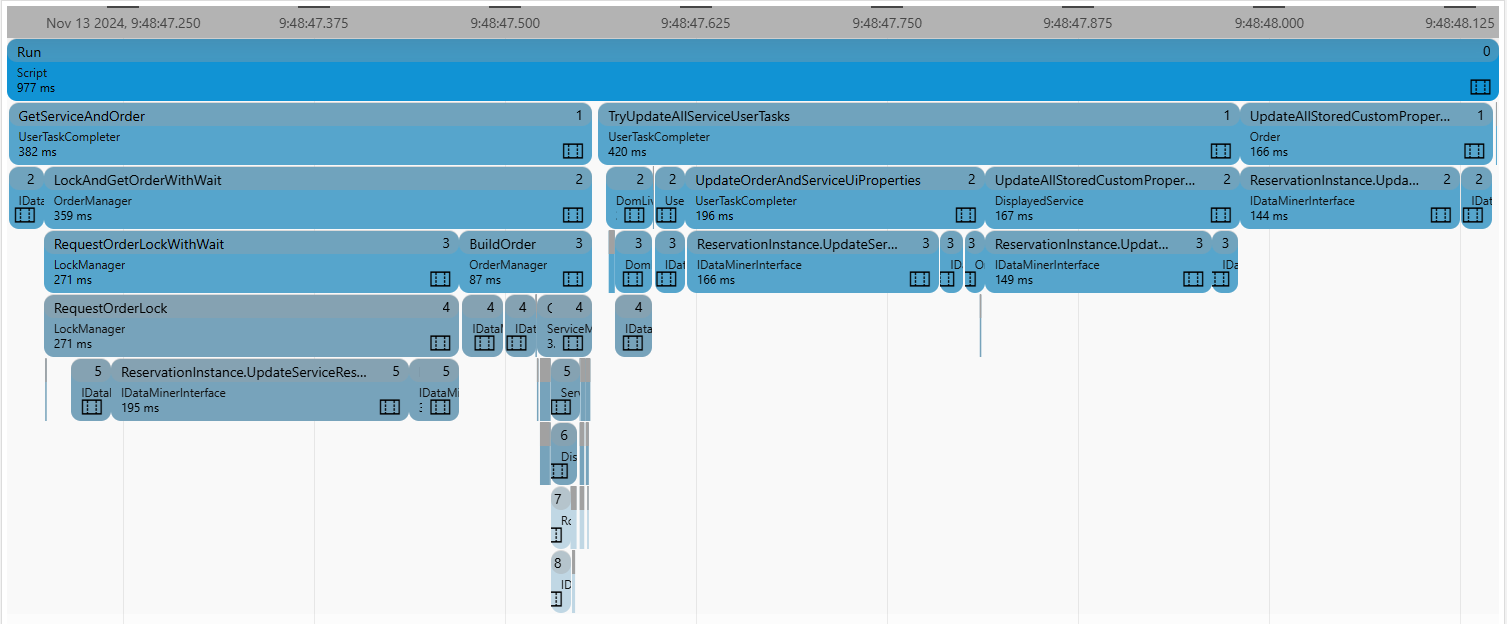 Nov 13 2024, 9:48:47.250 9:48:47.375 9:48:47.500 9:48:47.625 9:48:47.750 9:48:47.875 9:48:48.000 9:48:48.125
Run 0
Script
977 ms
GetServiceAndOrder 1
UserTaskCompleter
382 ms
TryUpdateAllServiceUserTasks 1
UserTaskCompleter
420 ms
UpdateAllStoredCustomProper... 1
Order
166 ms
2
IData
LockAndGetOrderWithWait 2
OrderManager
359 ms
2
DomLi
2
Use
UpdateOrderAndServiceUiProperties 2
UserTaskCompleter
196 ms
UpdateAllStoredCustomProper... 2
DisplayedService
167 ms
ReservationInstance.Upda... 2
IDataMinerInterface
144 ms
2
IDat
RequestOrderLockWithWait 3
LockManager
271 ms
BuildOrder 3
OrderManager
87 ms
3
Dom
3
IDat
ReservationInstance.UpdateSer... 3
IDataMinerInterface
166 ms
3
ID
3
O
ReservationInstance.Updat... 3
IDataMinerInterface
149 ms
3
IDa
RequestOrderLock 4
LockManager
271 ms
4
IData
4
IDat
4
ServiceM
3.
4
IData
5
IData
ReservationInstance.UpdateServiceRes... 5
IDataMinerInterface
195 ms
5
IDataMi
5
Ser
6
Dis
7
Ro
8
ID